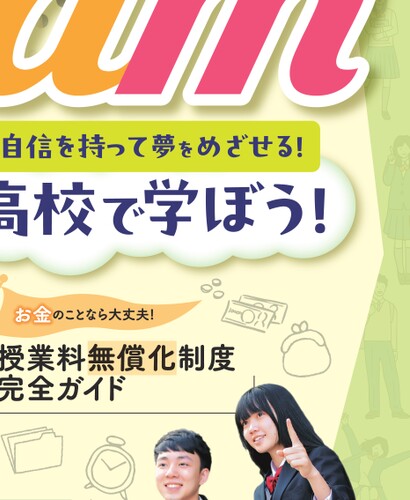 um
自信を持って夢をめざせる!
高校で学ぼう!
お金のことなら大丈夫!
授業料無償化制度
完全ガイド